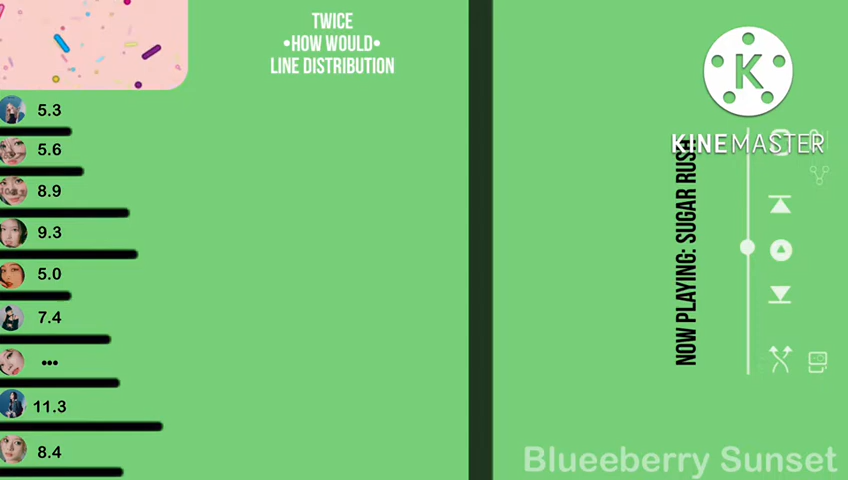 TWICE
•HOW WOULD•
LINE DISTRIBUTION
5.3
5.6
8.9
9.3
5.0
7.4
•••
11.3
8.4
K
KINEMASTER
NOW PLAYING: SUGAR RUSH
Blueeberry Sunset